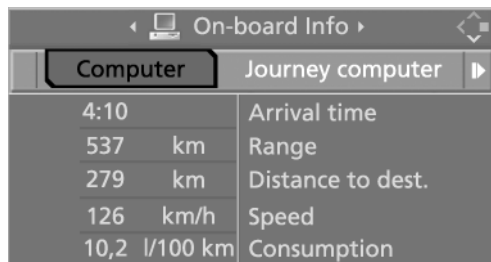 On-board Info
Computer Journey computer
4:10 Arrival time
537 km Range
279 km Distance to dest.
126 km/h Speed
10,2 l/100 km Consumption